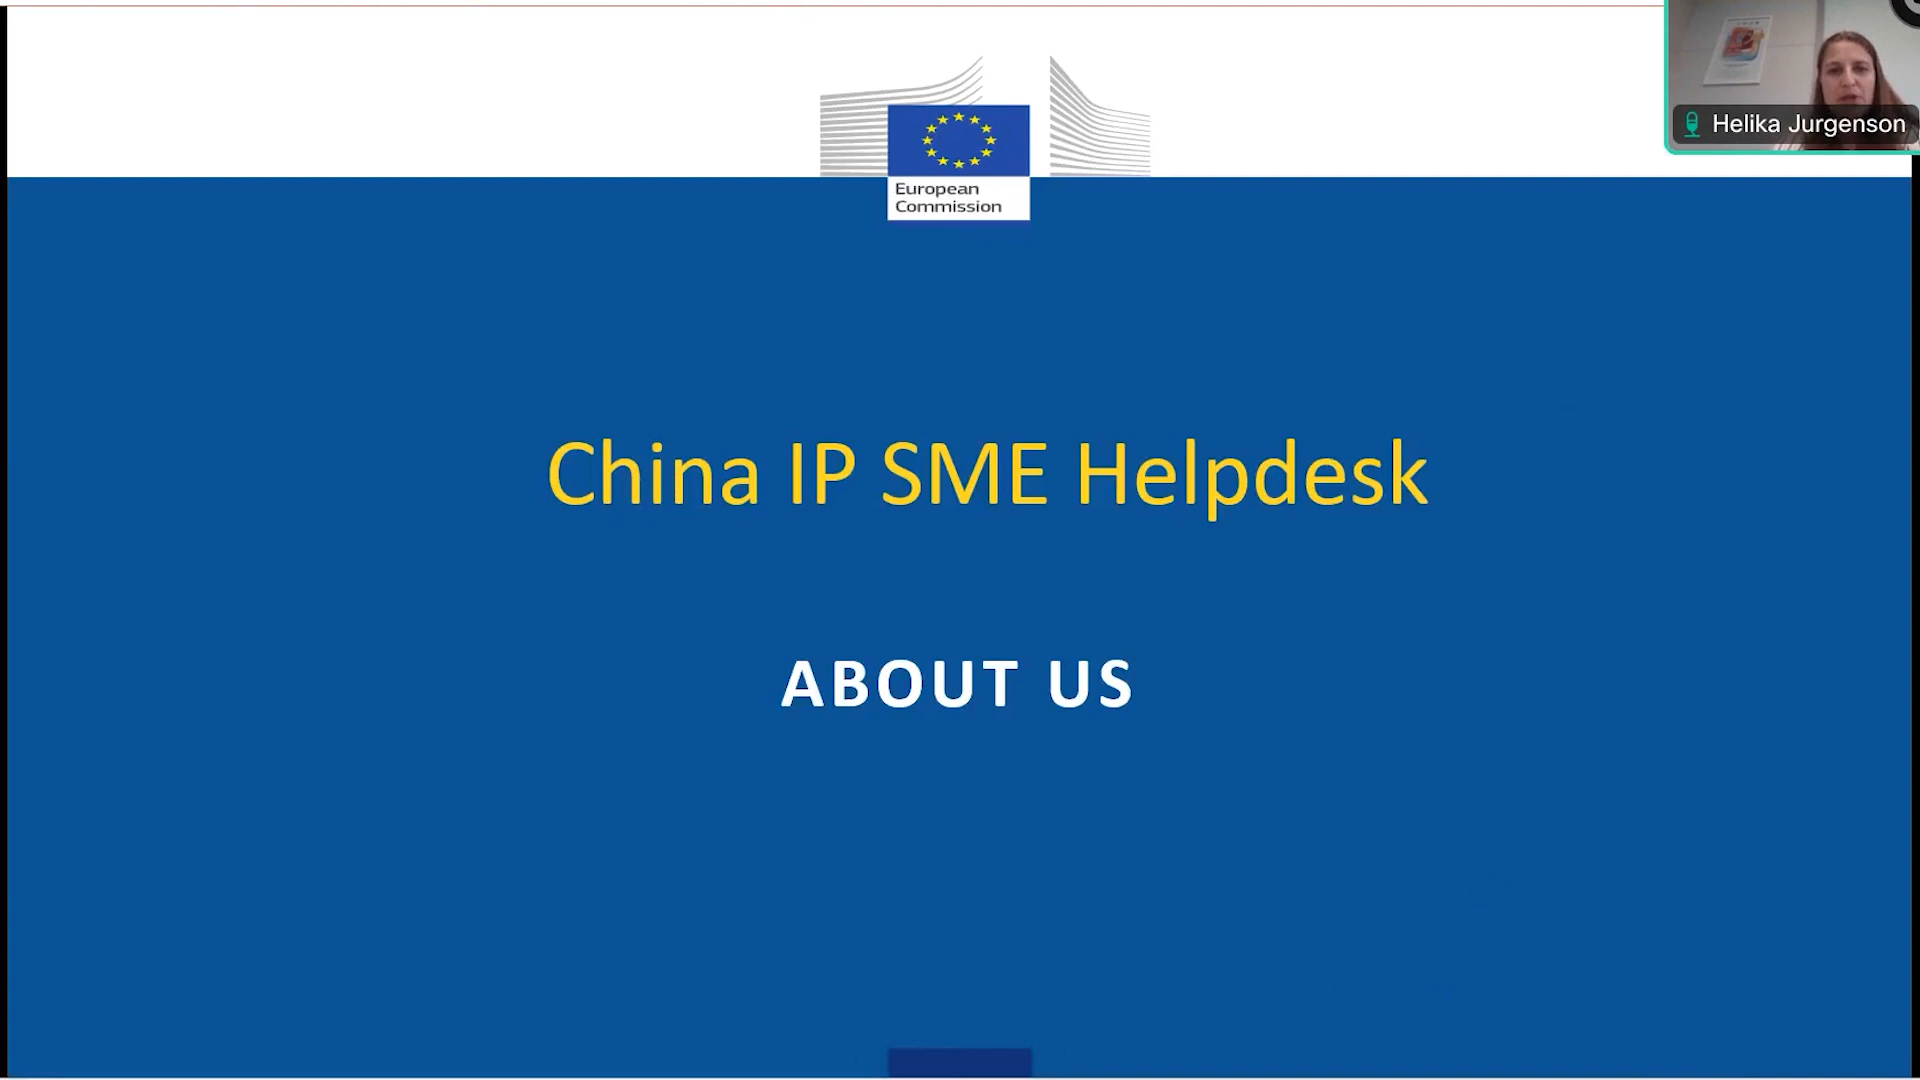 Helika Jurgenson
European
Commission
China IP SME Helpdesk
ABOUT US